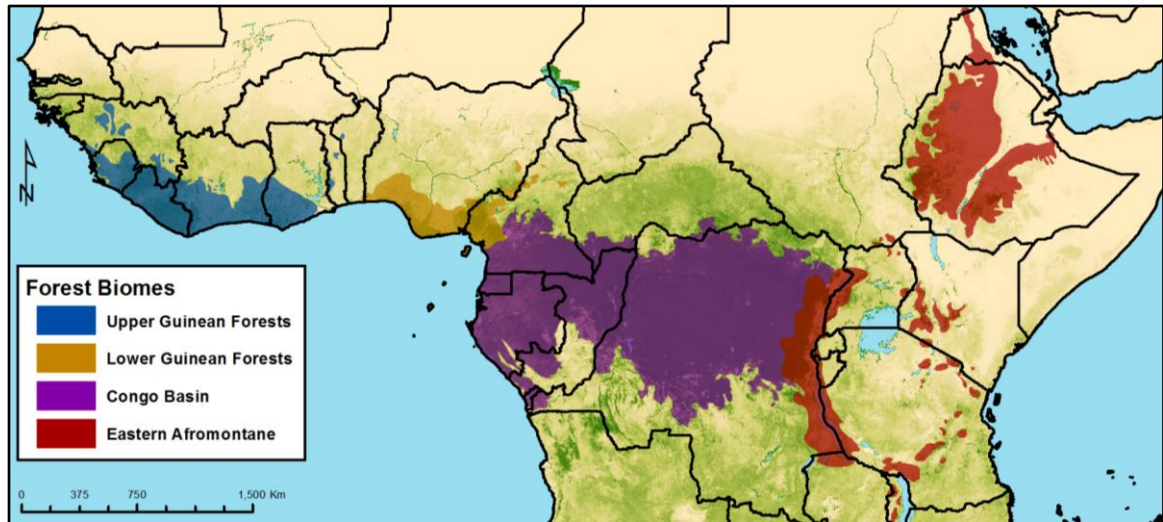 N
Forest Biomes
Upper Guinean Forests
Lower Guinean Forests
Congo Basin
Eastern Afromontane
0 375 750 1,500 Km